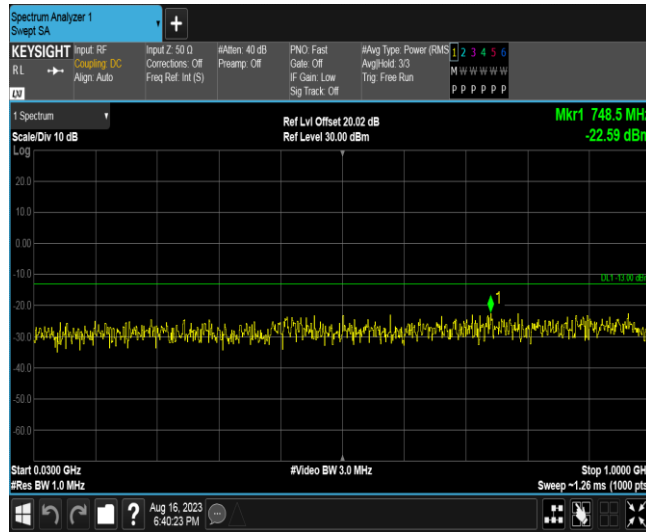 Spectrum Analyzer 1
Swept SA
+
KEYSIGHT
RL
LXI
Input: RF
Coupling: DC
Align: Auto
Input Z: 50 Ω
Corrections: Off
Freq Ref: Int (S)
#Atten: 40 dB
Preamp: Off
PNO: Fast
Gate: Off
IF Gain: Low
Sig Track: Off
#Avg Type: Power (RMS
Avg|Hold: 3/3
Trig: Free Run
1 2 3 4 5 6
M W W W W W
P P P P P P
1 Spectrum
Scale/Div 10 dB
Ref Lvl Offset 20.02 dB
Ref Level 30.00 dBm
Mkr1 748.5 MHz
-22.59 dBm
Log
20.0
10.0
0.00
-10.0
DL1 -13.00 dBm
1
-20.0
-30.0
-40.0
-50.0
-60.0
Start 0.0300 GHz
#Res BW 1.0 MHz
#Video BW 3.0 MHz
Stop 1.0000 GH
Sweep ~1.26 ms (1000 pts
?
Aug 16, 2023
6:40:23 PM